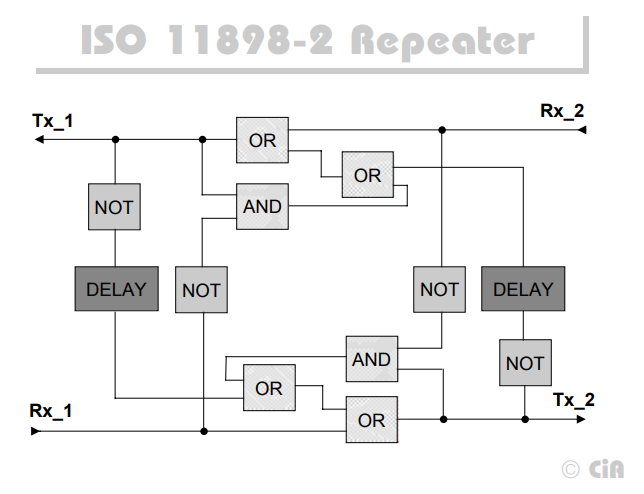 ISO 11898-2 Repeater
Tx_1
Rx_2
OR
OR
NOT
AND
DELAY
NOT
NOT
DELAY
AND
NOT
OR
Rx_1
OR
Tx_2
© CiA